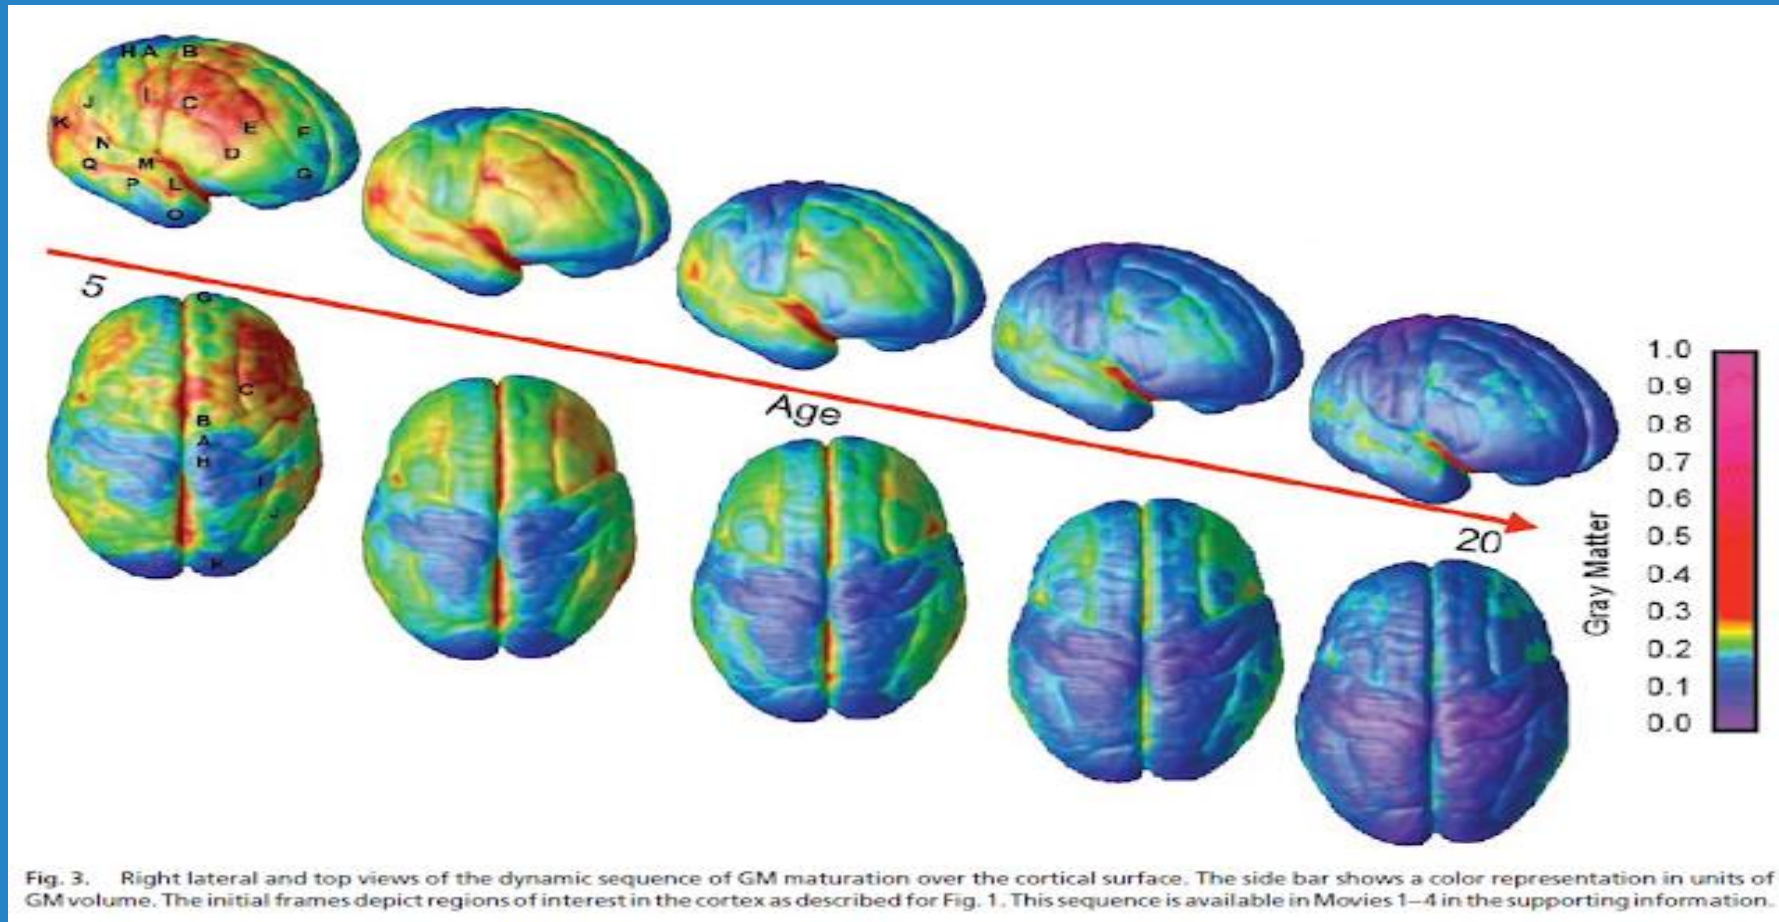 H A B
I C
J
K E F
N D
Q M G
P L
O
5
G
C
B
A
H
I
J
K
Age
20
Gray Matter
1.0
0.9
0.8
0.7
0.6
0.5
0.4
0.3
0.2
0.1
0.0
Fig. 3. Right lateral and top views of the dynamic sequence of GM maturation over the cortical surface. The side bar shows a color representation in units of
GM volume. The initial frames depict regions of interest in the cortex as described for Fig. 1. This sequence is available in Movies 1–4 in the supporting information.